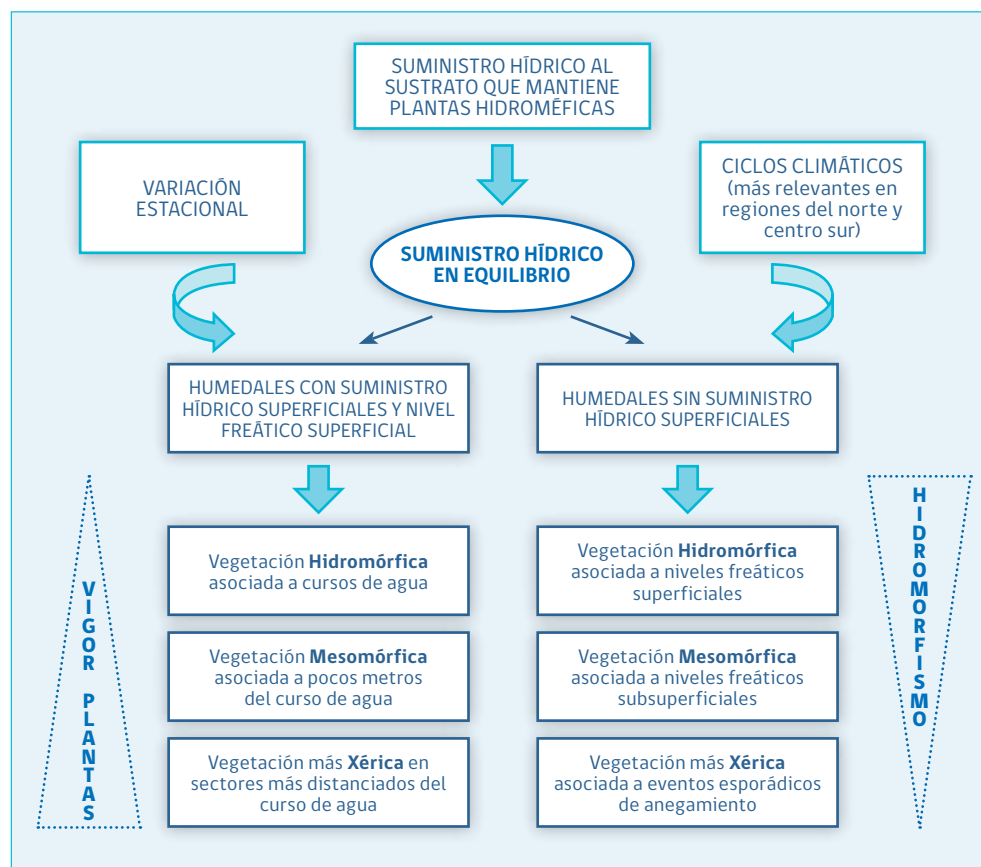 SUMINISTRO HÍDRICO AL
SUSTRATO QUE MANTIENE
PLANTAS HIDROMÉFICAS
VARIACIÓN
ESTACIONAL
CICLOS CLIMÁTICOS
(más relevantes en
regiones del norte y
centro sur)
SUMINISTRO HÍDRICO
EN EQUILIBRIO
HUMEDALES CON SUMINISTRO
HÍDRICO SUPERFICIALES Y NIVEL
FREÁTICO SUPERFICIAL
HUMEDALES SIN SUMINISTRO
HÍDRICO SUPERFICIALES
VIGOR PLANTAS
Vegetación Hidromórfica
asociada a cursos de agua
Vegetación Hidromórfica
asociada a niveles freáticos
superficiales
HIDROMORFISMO
Vegetación Mesomórfica
asociada a pocos metros
del curso de agua
Vegetación Mesomórfica
asociada a niveles freáticos
subsuperficiales
Vegetación más Xérica en
sectores más distanciados del
curso de agua
Vegetación más Xérica
asociada a eventos esporádicos
de anegamiento